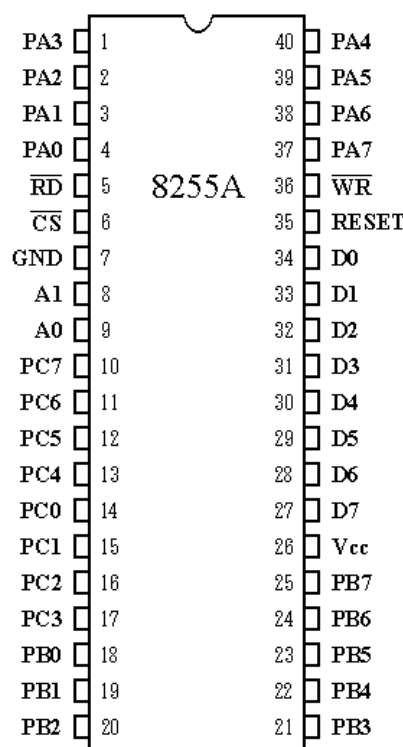 PA3 1 40 PA4
PA2 2 39 PA5
PA1 3 38 PA6
PA0 4 37 PA7
R̅D̅ 5 8255A 36 W̅R̅
C̅S̅ 6 35 RESET
GND 7 34 D0
A1 8 33 D1
A0 9 32 D2
PC7 10 31 D3
PC6 11 30 D4
PC5 12 29 D5
PC4 13 28 D6
PC0 14 27 D7
PC1 15 26 Vcc
PC2 16 25 PB7
PC3 17 24 PB6
PB0 18 23 PB5
PB1 19 22 PB4
PB2 20 21 PB3